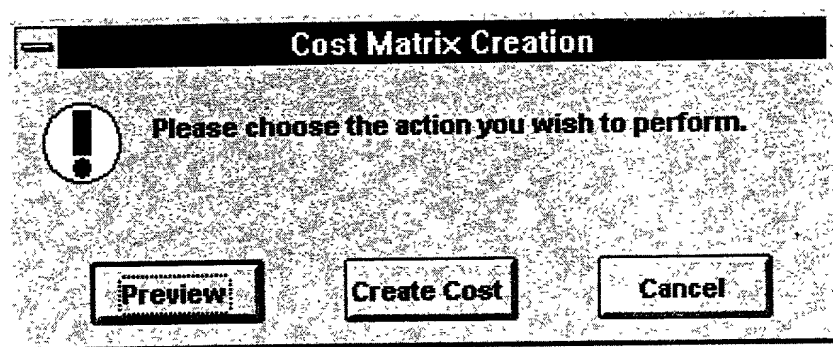 Cost Matrix Creation
Please choose the action you wish to perform.
Preview
Create Cost
Cancel